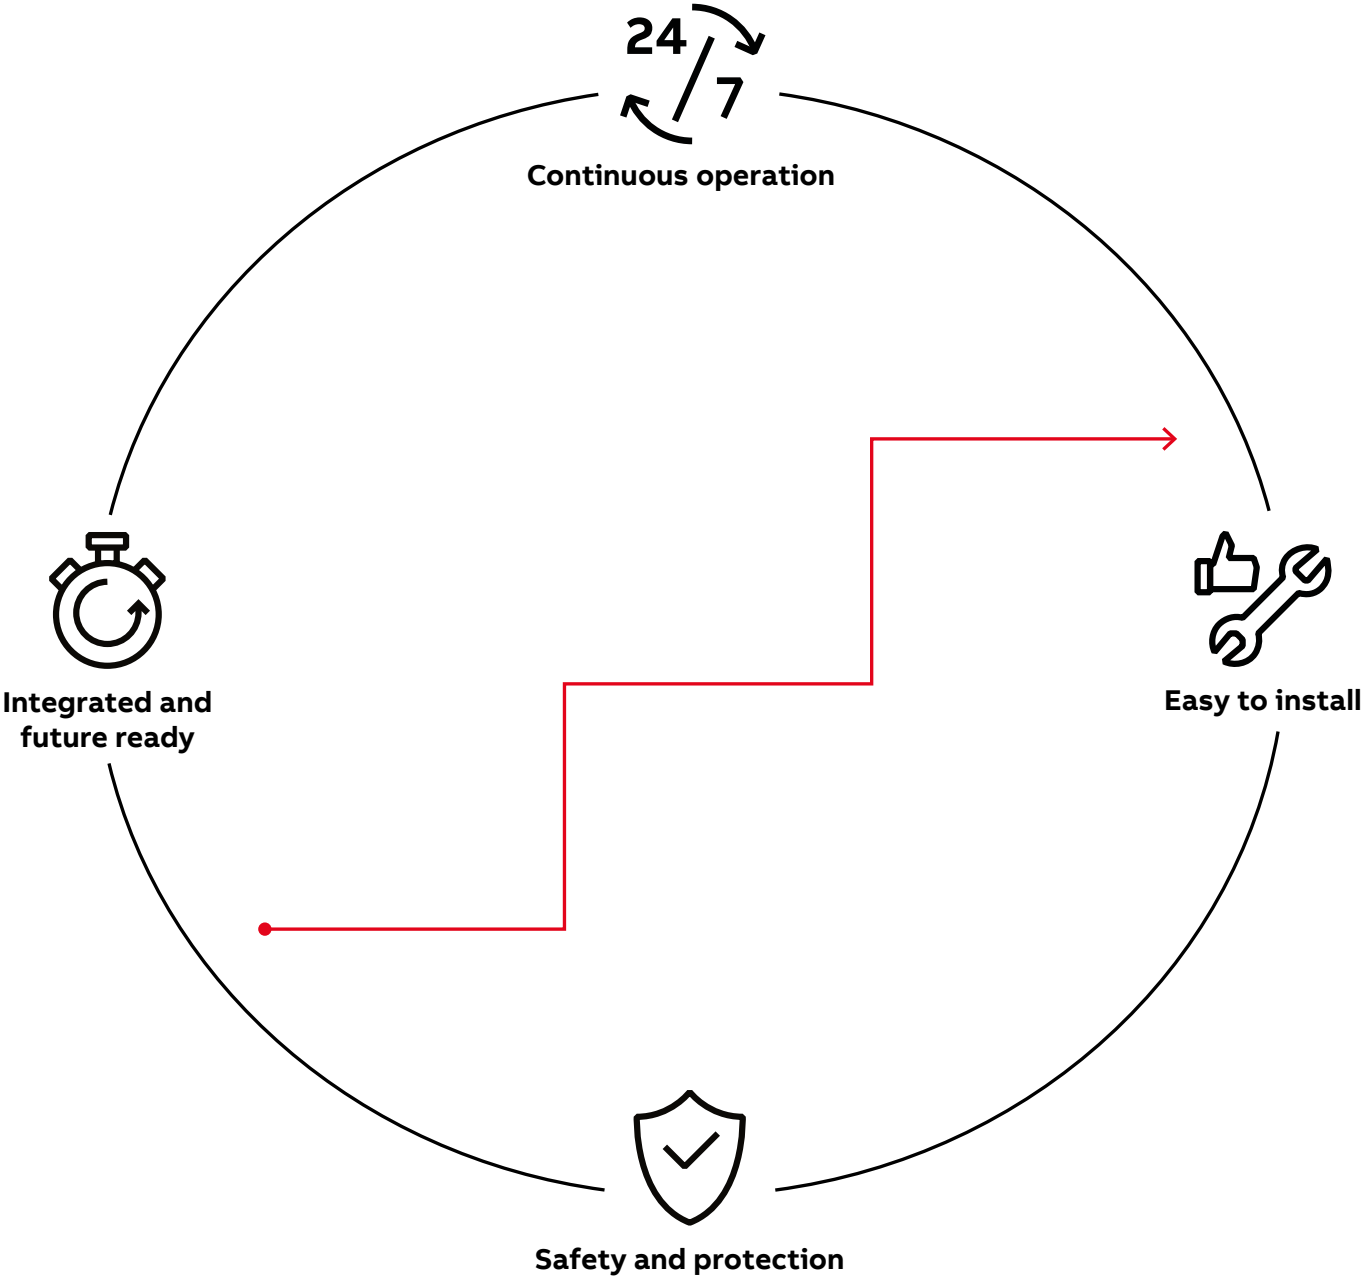 24
7
Continuous operation
Integrated and
future ready
Easy to install
Safety and protection